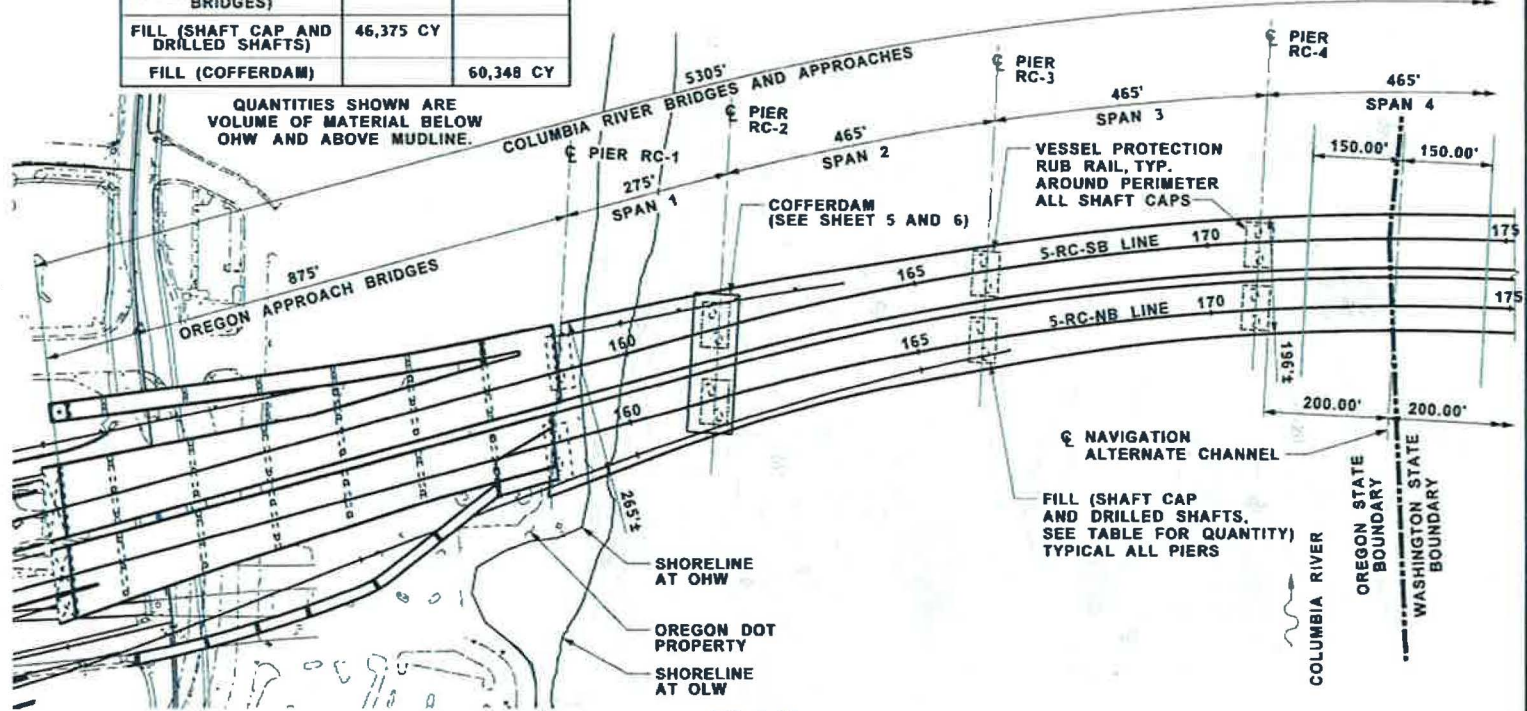 BRIDGES)
FILL (SHAFT CAP AND
DRILLED SHAFTS)
46,375 CY
FILL (COFFERDAM)
60,348 CY
QUANTITIES SHOWN ARE
VOLUME OF MATERIAL BELOW
OHW AND ABOVE MUDLINE.
5305'
COLUMBIA RIVER BRIDGES AND APPROACHES
875'
OREGON APPROACH BRIDGES
℄ PIER RC-1
275'
SPAN 1
℄ PIER
RC-2
465'
SPAN 2
℄ PIER
RC-3
465'
SPAN 3
℄ PIER
RC-4
465'
SPAN 4
150.00'
150.00'
COFFERDAM
(SEE SHEET 5 AND 6)
VESSEL PROTECTION
RUB RAIL, TYP.
AROUND PERIMETER
ALL SHAFT CAPS
160
165
5-RC-SB LINE
170
175
160
165
5-RC-NB LINE
170
175
196'±
200.00'
200.00'
265'±
℄ NAVIGATION
ALTERNATE CHANNEL
FILL (SHAFT CAP
AND DRILLED SHAFTS,
SEE TABLE FOR QUANTITY)
TYPICAL ALL PIERS
SHORELINE
AT OHW
OREGON DOT
PROPERTY
SHORELINE
AT OLW
COLUMBIA RIVER
OREGON STATE
BOUNDARY
WASHINGTON STATE
BOUNDARY